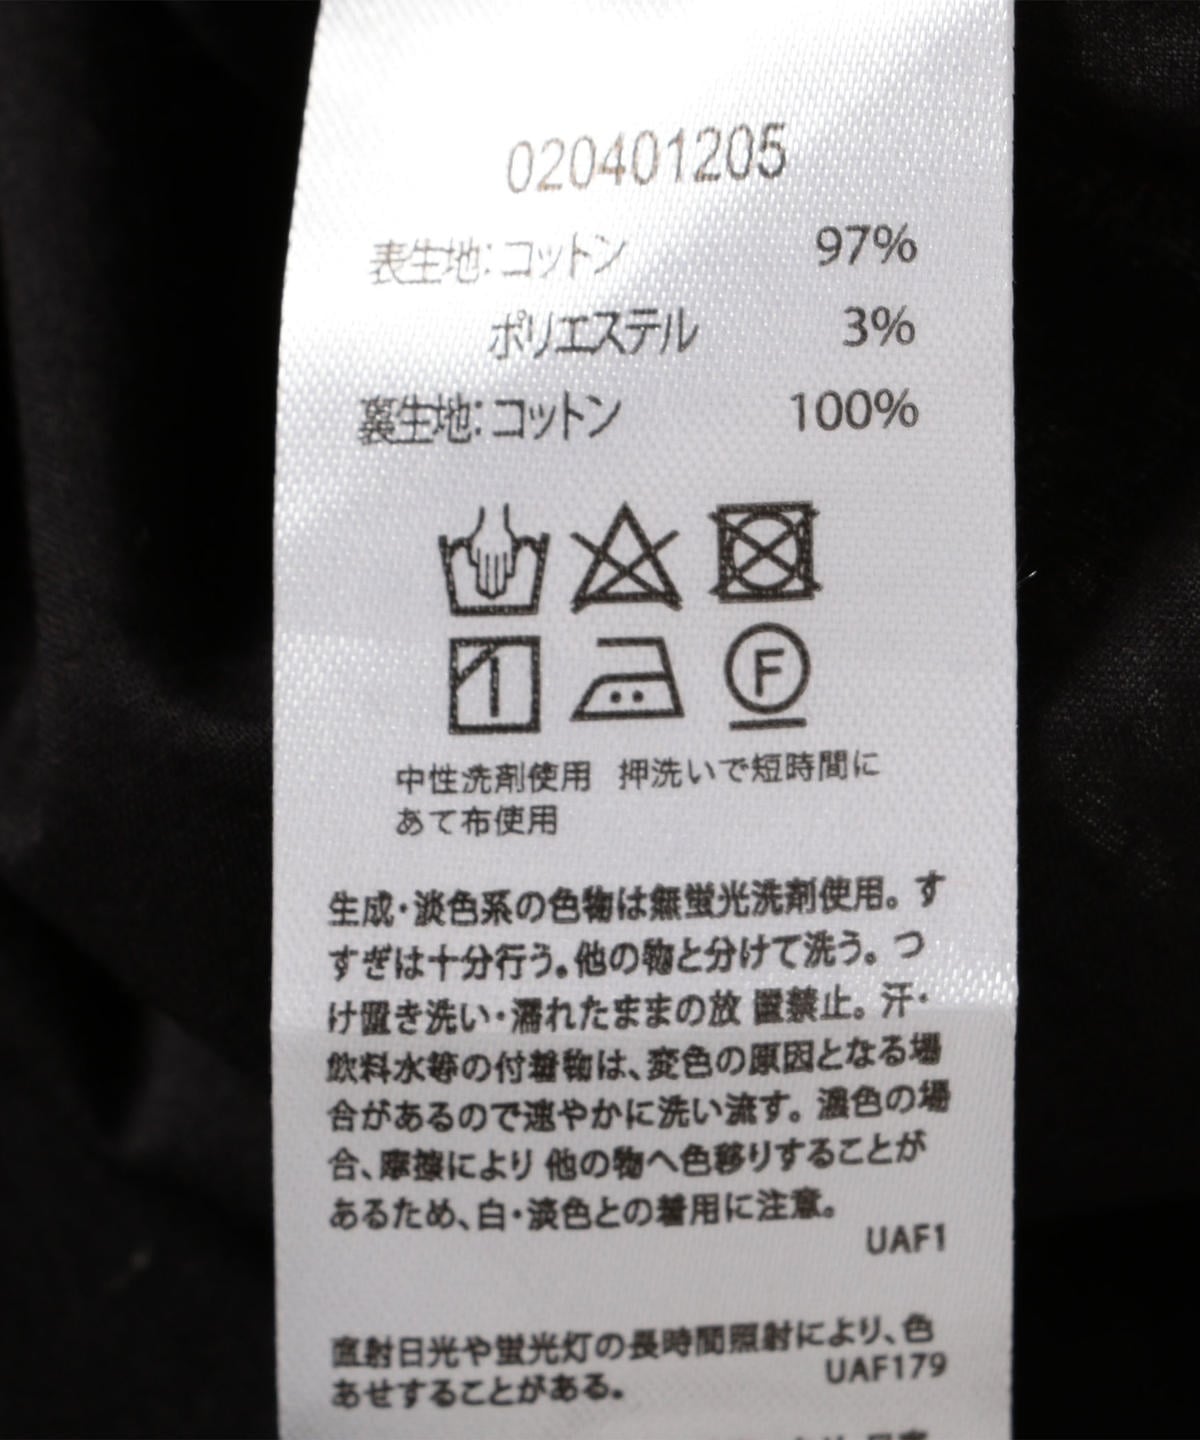 020401205
表生地：コットン 97%
ポリエステル 3%
裏生地：コットン 100%
F
中性洗剤使用 押洗いで短時間に
あて布使用
生成・淡色系の色物は無蛍光洗剤使用。す
すぎは十分行う。他の物と分けて洗う。つ
け置き洗い・濡れたままの放 置禁止。汗・
飲料水等の付着物は、変色の原因となる場
合があるので速やかに洗い流す。濃色の場
合、摩擦により 他の物へ色移りすることが
あるため、白・淡色との着用に注意。
UAF1
直射日光や蛍光灯の長時間照射により、色
あせすることがある。
UAF179